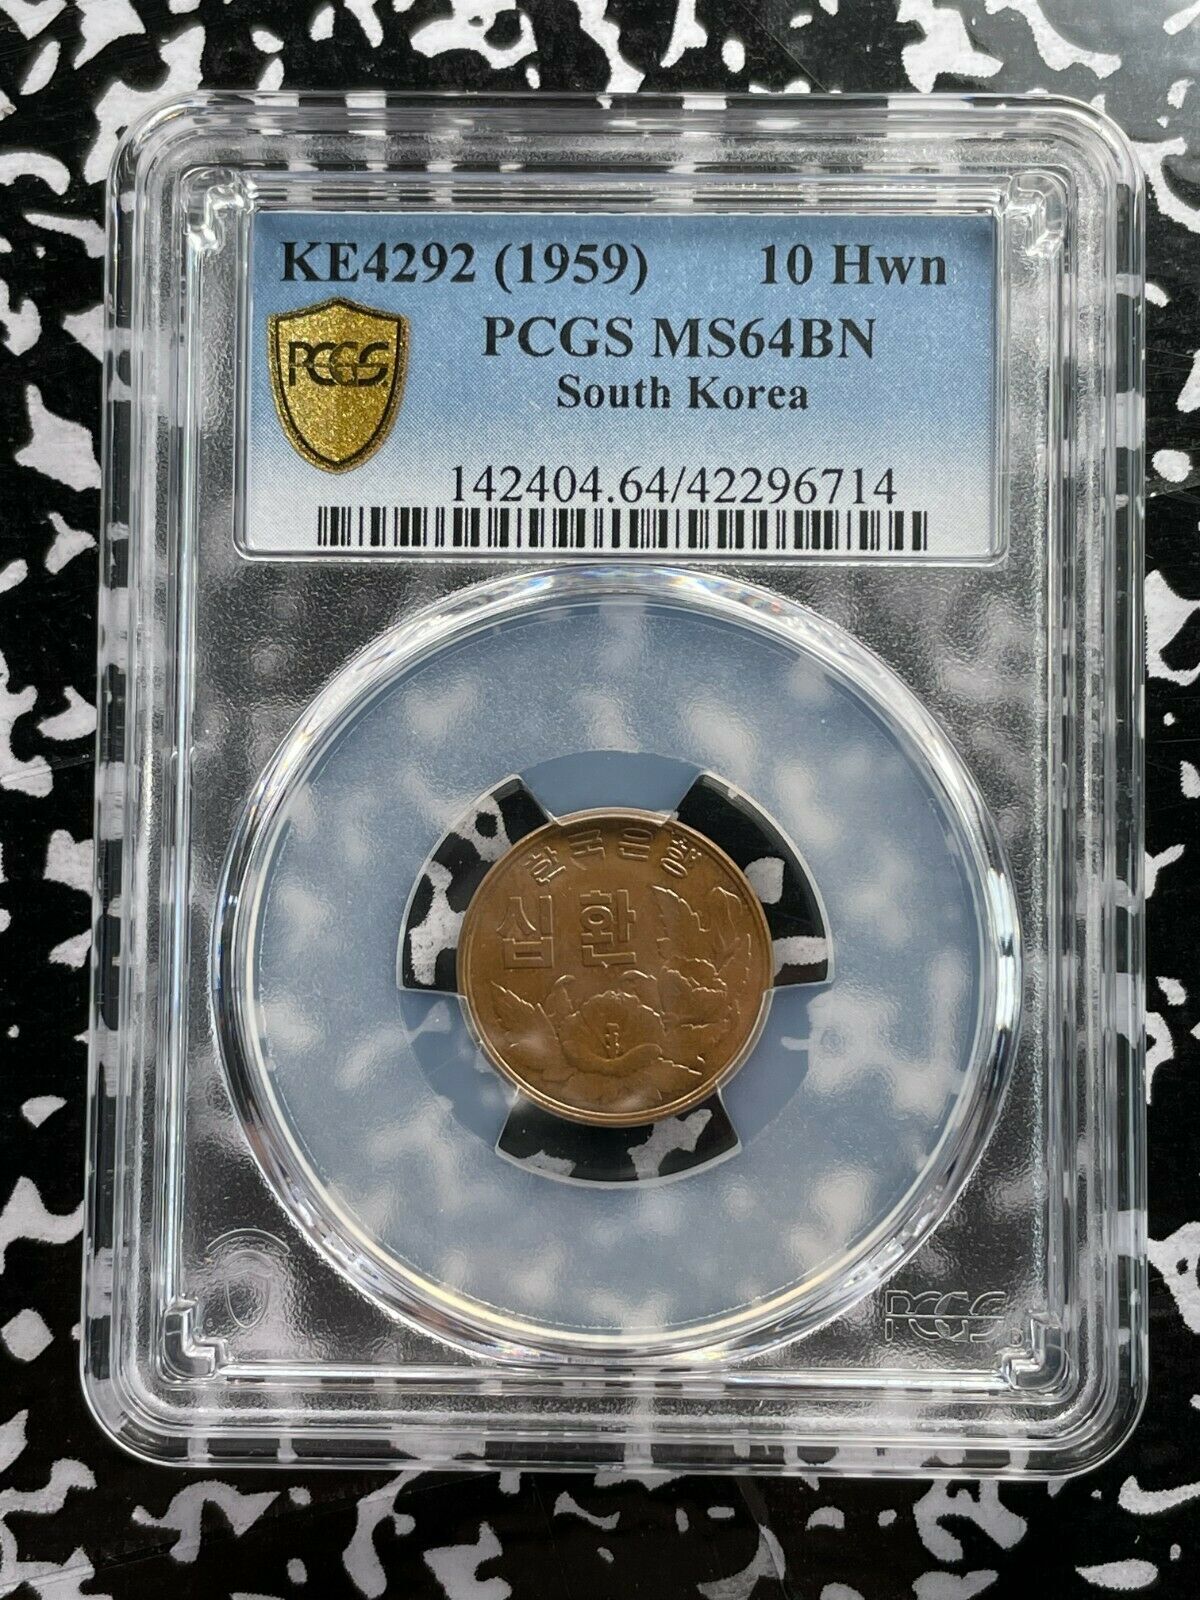 KE4292 (1959) 10 Hwn
PCGS MS64BN
South Korea
PCGS
142404.64/42296714
한국은행
십 환
PCGS